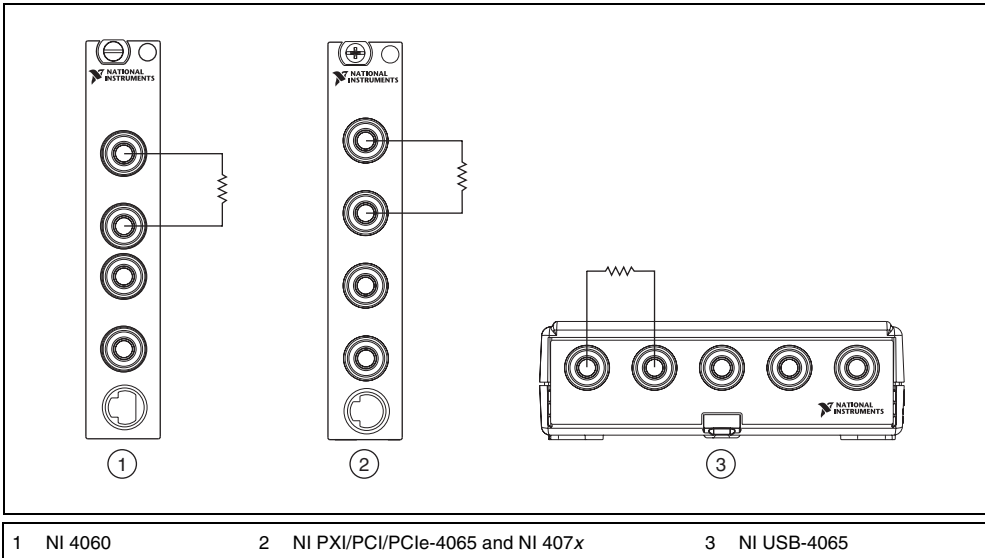 NATIONAL
INSTRUMENTS
NATIONAL
INSTRUMENTS
NATIONAL
INSTRUMENTS
1
2
3
1 NI 4060 2 NI PXI/PCI/PCIe-4065 and NI 407x 3 NI USB-4065